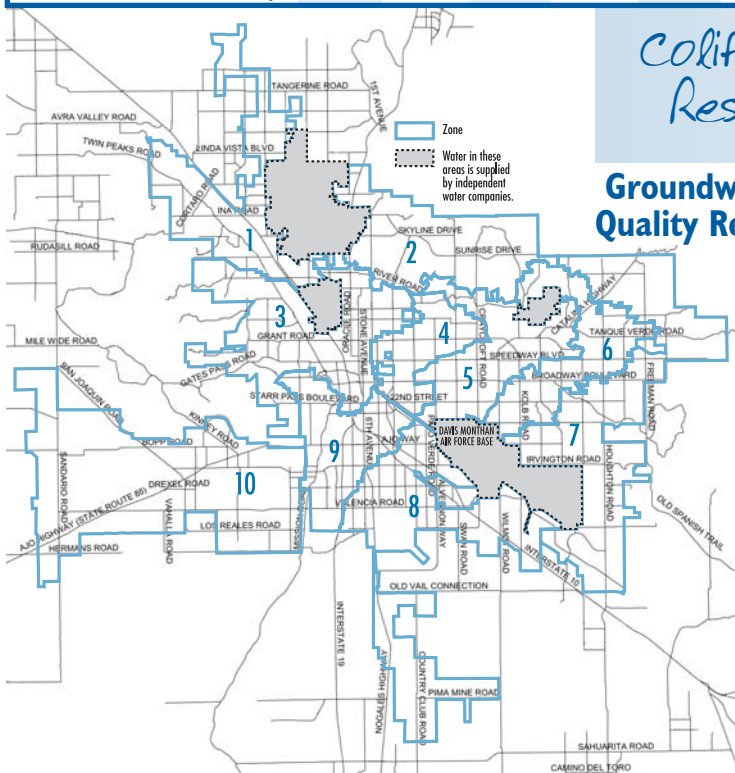 Colif
Res
Groundw
Quality Re
Zone
Water in these
areas is supplied
by independent
water companies.
TANGERINE ROAD
1ST AVENUE
AVRA VALLEY ROAD
TWIN PEAKS ROAD
LINDA VISTA BLVD
CORTARO ROAD
INA ROAD
SKYLINE DRIVE
1
2
SUNRISE DRIVE
RUDASILL ROAD
RIVER ROAD
CATALINA HIGHWAY
3
ORACLE ROAD
STONE AVENUE
4
CRAYCROFT ROAD
TANQUE VERDE ROAD
GRANT ROAD
6
MILE WIDE ROAD
GATES PASS ROAD
SPEEDWAY BLVD
5
BROADWAY BOULEVARD
FREEMAN ROAD
SAN JOAQUIN ROAD
STARR PASS BOULEVARD
22ND STREET
KOLB ROAD
KINNEY ROAD
6TH AVENUE
DAVIS MONTHAN
AIR FORCE BASE
7
BOPP ROAD
9
AJO WAY
PALO VERDE ROAD
IRVINGTON ROAD
SANDARIO ROAD
DREXEL ROAD
10
HOUGHTON ROAD
VALENCIA ROAD
8
ALVERNON WAY
AJO HIGHWAY (STATE ROUTE 86)
VAHALLA ROAD
LOS REALES ROAD
MISSION ROAD
SWAN ROAD
WILMOT ROAD
OLD SPANISH TRAIL
HERMANS ROAD
INTERSTATE 10
OLD VAIL CONNECTION
INTERSTATE 19
NOGALES HIGHWAY
COUNTRY CLUB ROAD
PIMA MINE ROAD
SAHUARITA ROAD
CAMINO DEL TORO